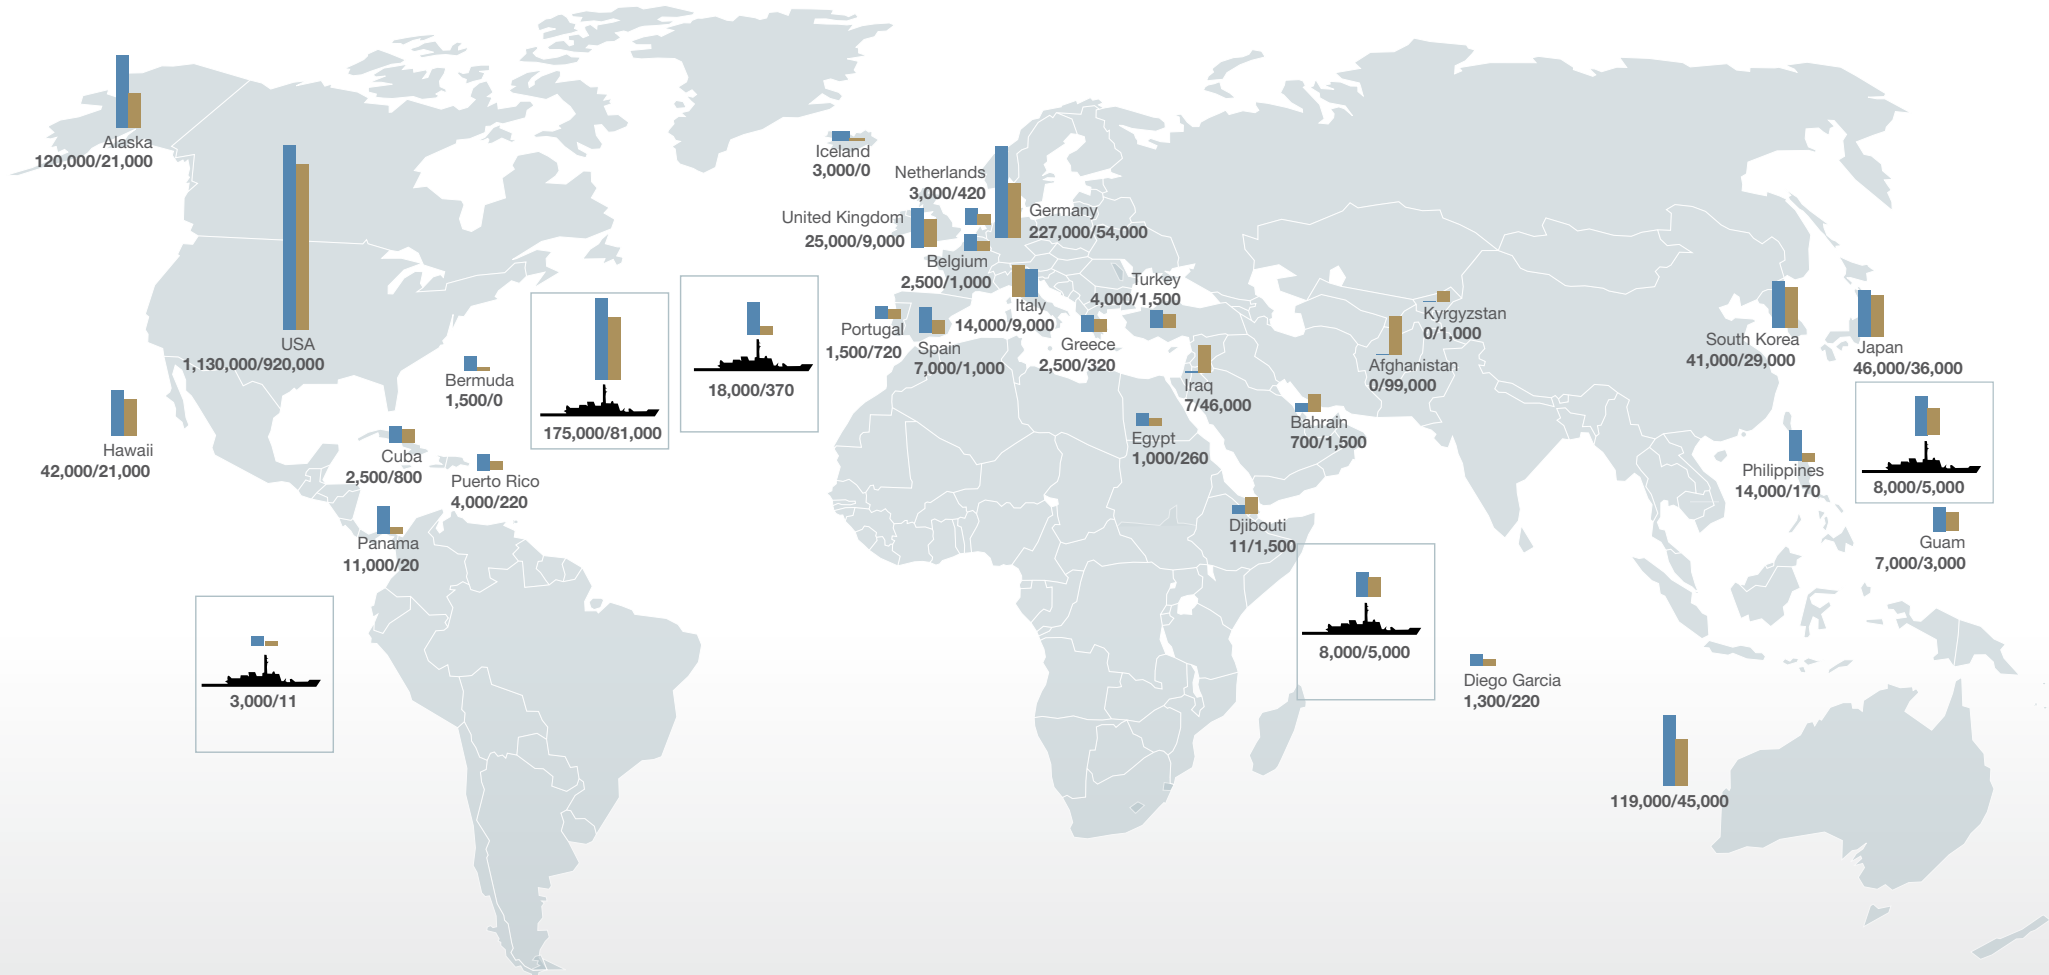 Alaska
120,000/21,000
USA
1,130,000/920,000
Hawaii
42,000/21,000
Bermuda
1,500/0
Cuba
2,500/800
Puerto Rico
4,000/220
Panama
11,000/20
3,000/11
175,000/81,000
18,000/370
Iceland
3,000/0
Netherlands
3,000/420
United Kingdom
25,000/9,000
Germany
227,000/54,000
Belgium
2,500/1,000
Italy
14,000/9,000
Turkey
4,000/1,500
Portugal
1,500/720
Spain
7,000/1,000
Greece
2,500/320
Iraq
7/46,000
Kyrgyzstan
0/1,000
Afghanistan
0/99,000
Bahrain
700/1,500
Egypt
1,000/260
Djibouti
11/1,500
8,000/5,000
Diego Garcia
1,300/220
South Korea
41,000/29,000
Japan
46,000/36,000
Philippines
14,000/170
8,000/5,000
Guam
7,000/3,000
119,000/45,000